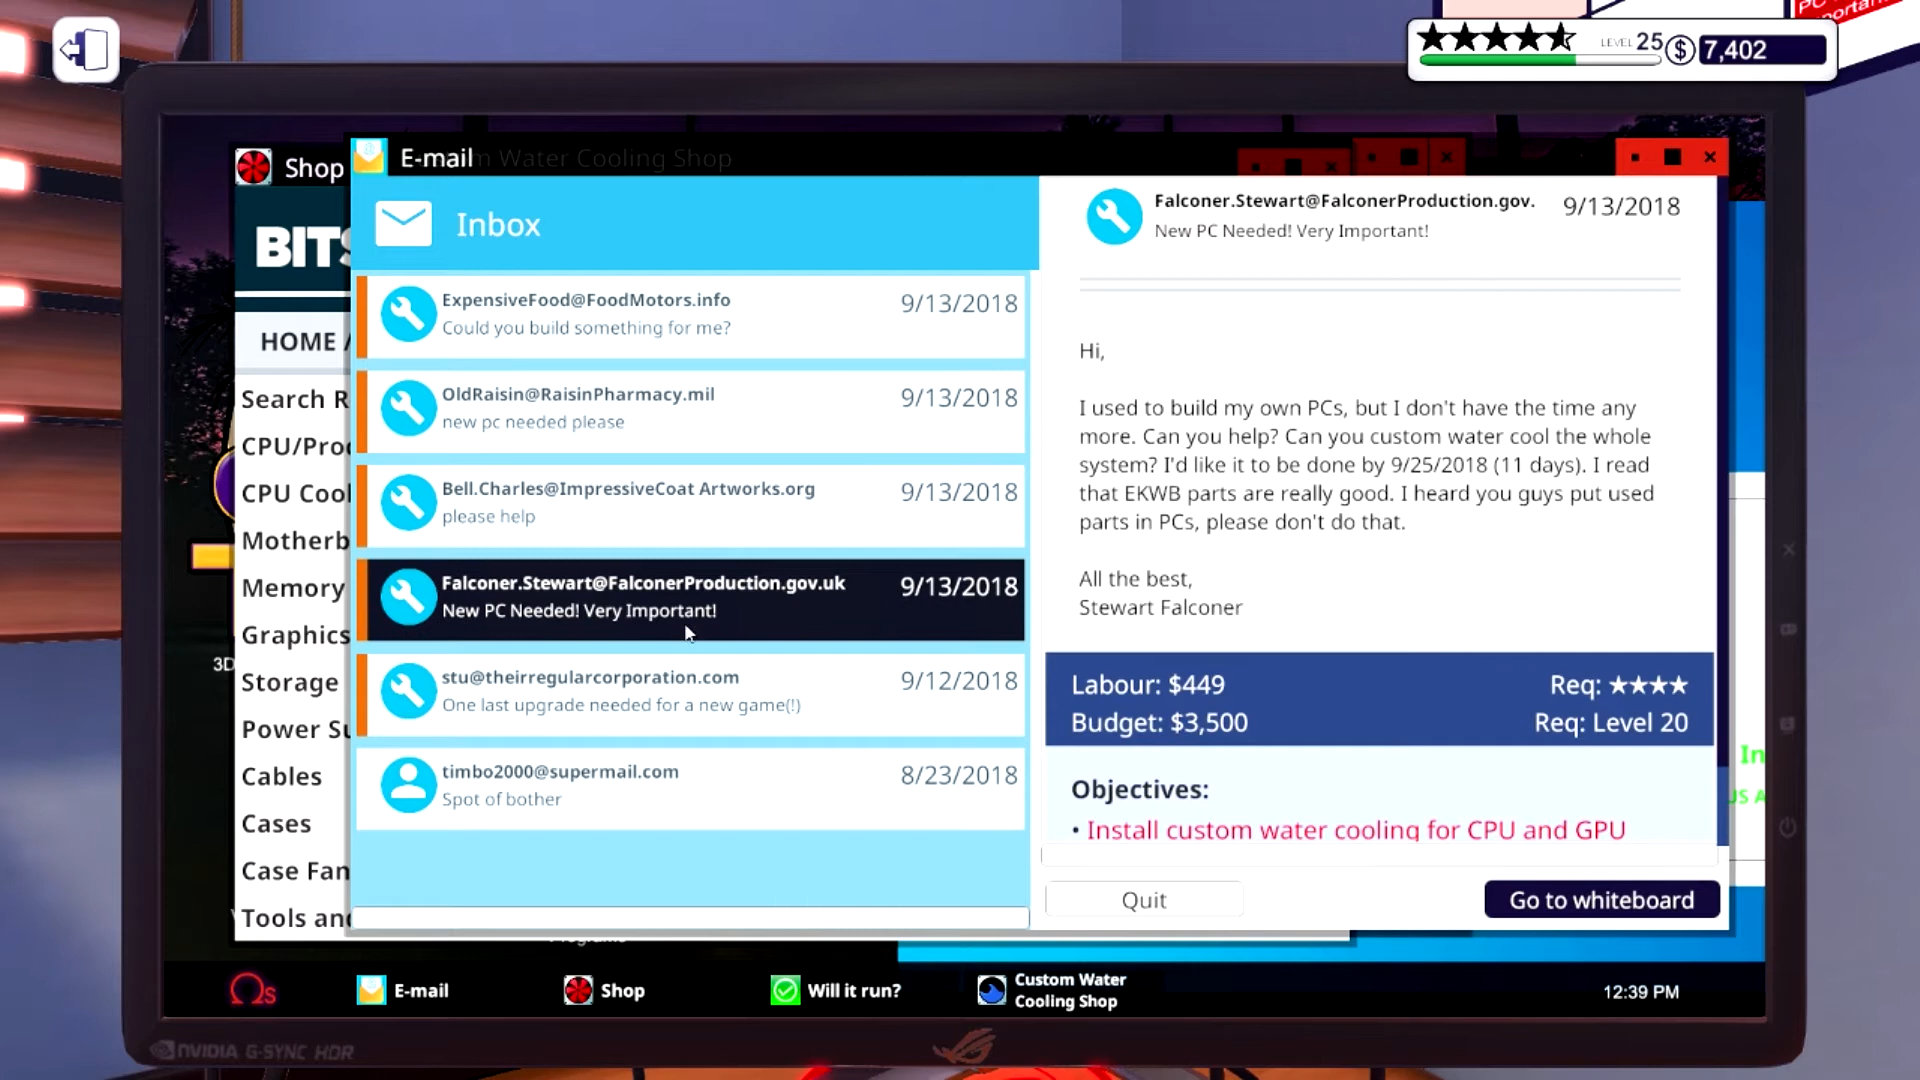 LEVEL 25 $ 7,402
Shop
E-mail
Water Cooling Shop
BITS
HOME /
Search R
CPU/Proc
CPU Cool
Motherb
Memory
Graphics
Storage
Power Su
Cables
Cases
Case Fan
Tools and
3D
Inbox
ExpensiveFood@FoodMotors.info 9/13/2018
Could you build something for me?
OldRaisin@RaisinPharmacy.mil 9/13/2018
new pc needed please
Bell.Charles@ImpressiveCoat Artworks.org 9/13/2018
please help
Falconer.Stewart@FalconerProduction.gov.uk 9/13/2018
New PC Needed! Very Important!
stu@theirregularcorporation.com 9/12/2018
One last upgrade needed for a new game(!)
timbo2000@supermail.com 8/23/2018
Spot of bother
Falconer.Stewart@FalconerProduction.gov. 9/13/2018
New PC Needed! Very Important!
Hi,
I used to build my own PCs, but I don't have the time any
more. Can you help? Can you custom water cool the whole
system? I'd like it to be done by 9/25/2018 (11 days). I read
that EKWB parts are really good. I heard you guys put used
parts in PCs, please don't do that.
All the best,
Stewart Falconer
Labour: $449 Req: ★★★★
Budget: $3,500 Req: Level 20
Objectives:
• Install custom water cooling for CPU and GPU
Quit Go to whiteboard
In
US A
Ωs E-mail Shop Will it run? Custom Water
Cooling Shop
12:39 PM
NVIDIA G-SYNC HDR